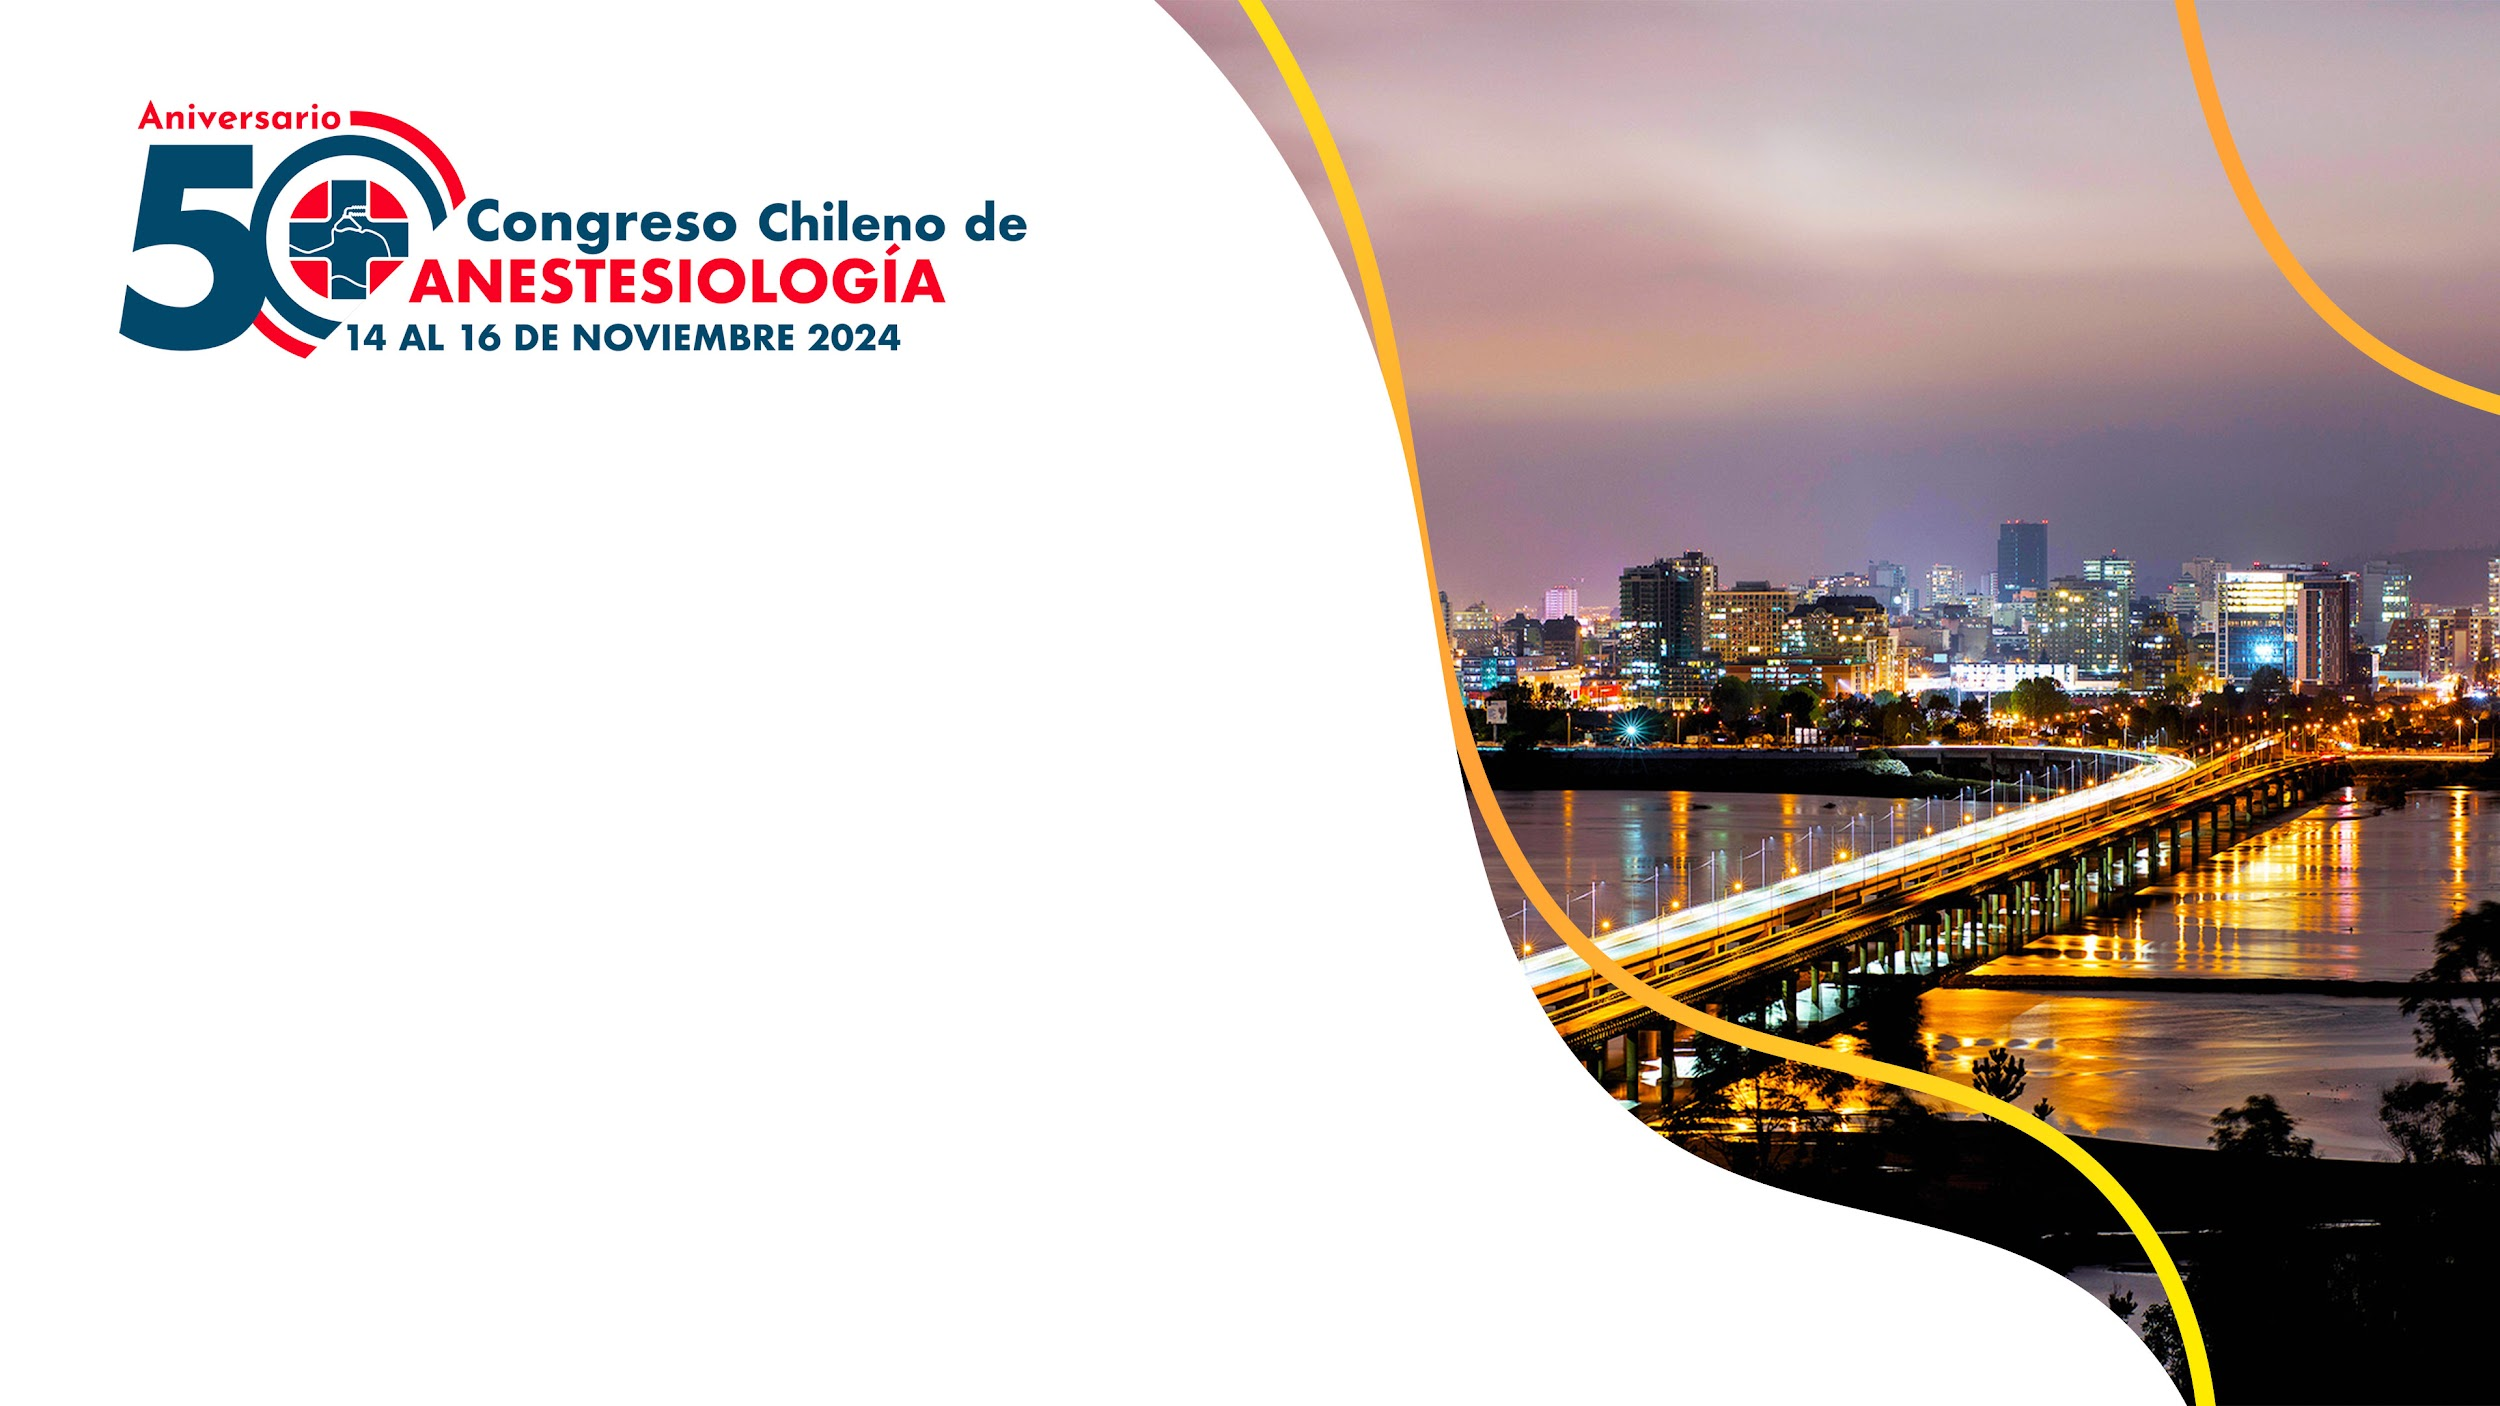 Aniversario
50 Congreso Chileno de
ANESTESIOLOGÍA
14 AL 16 DE NOVIEMBRE 2024